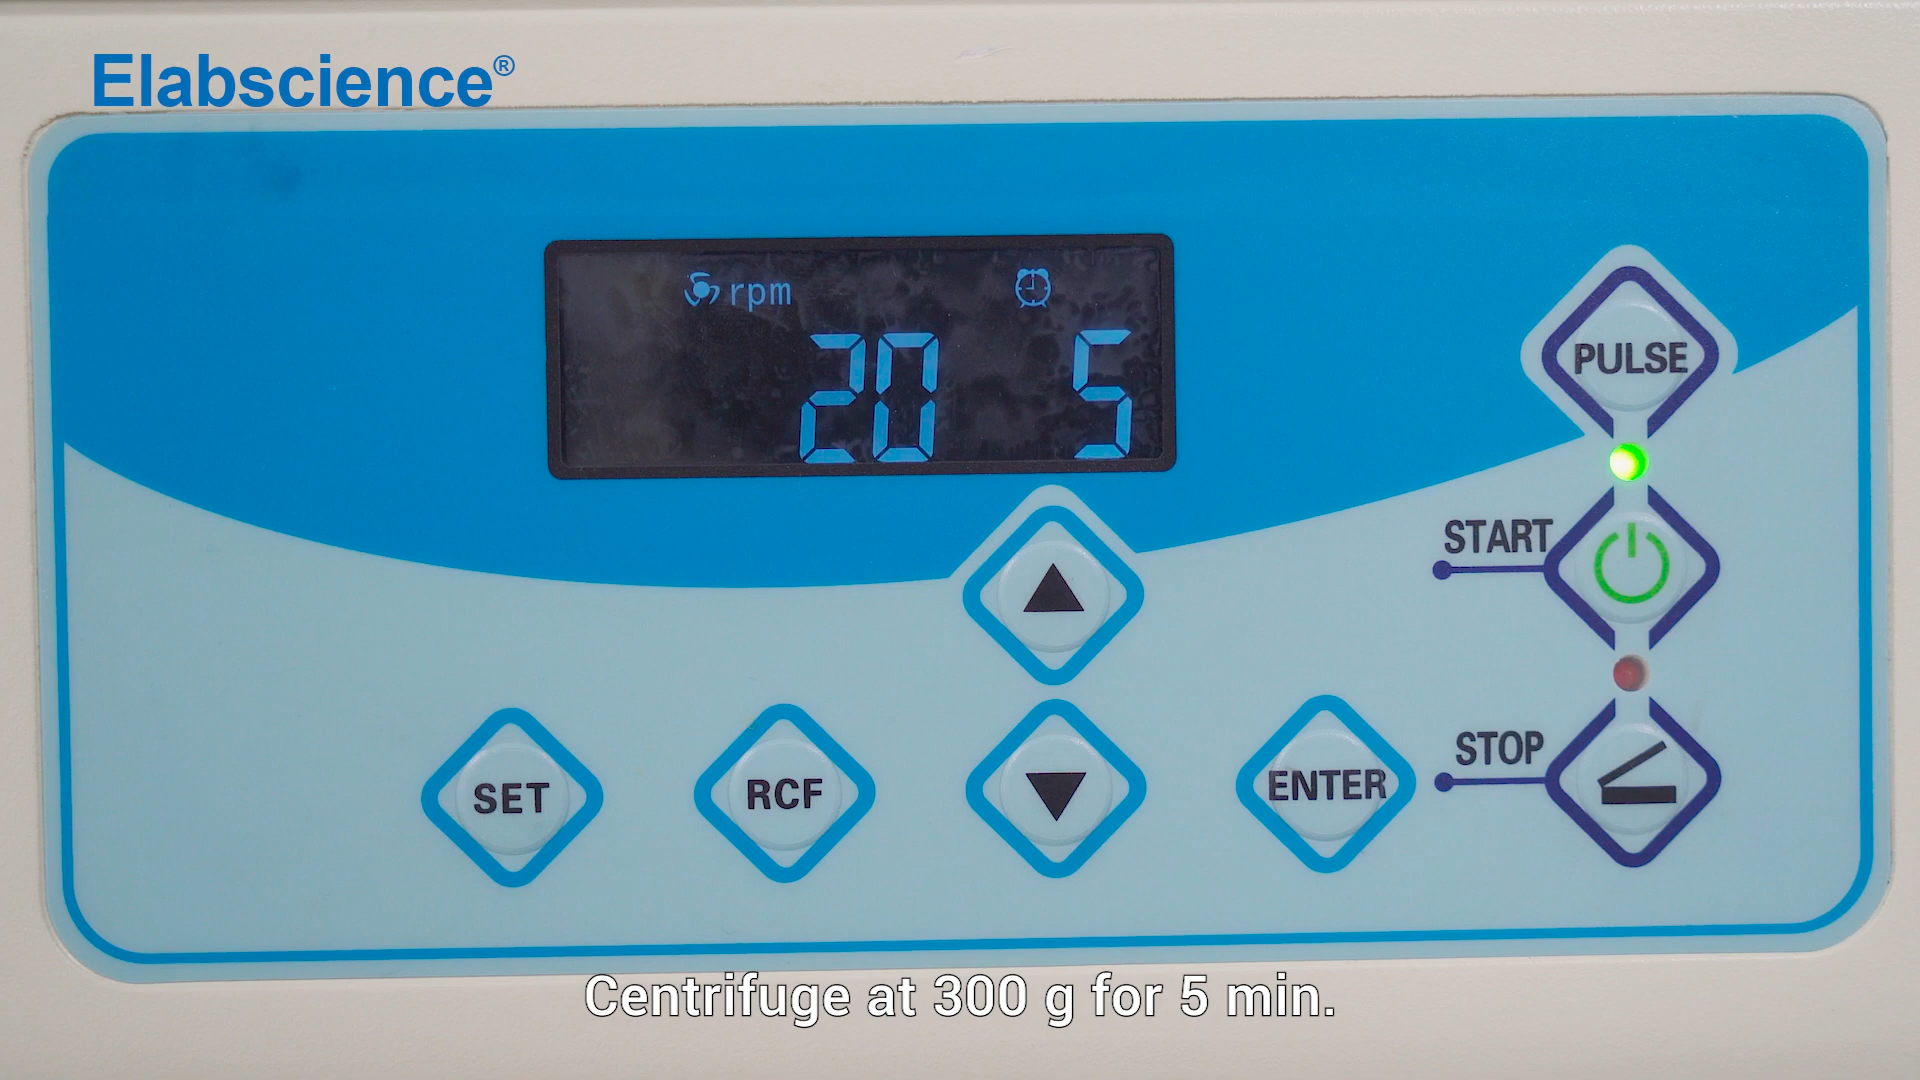 Elabscience®
rpm
20 5
PULSE
START
STOP
SET
RCF
ENTER
Centrifuge at 300 g for 5 min.